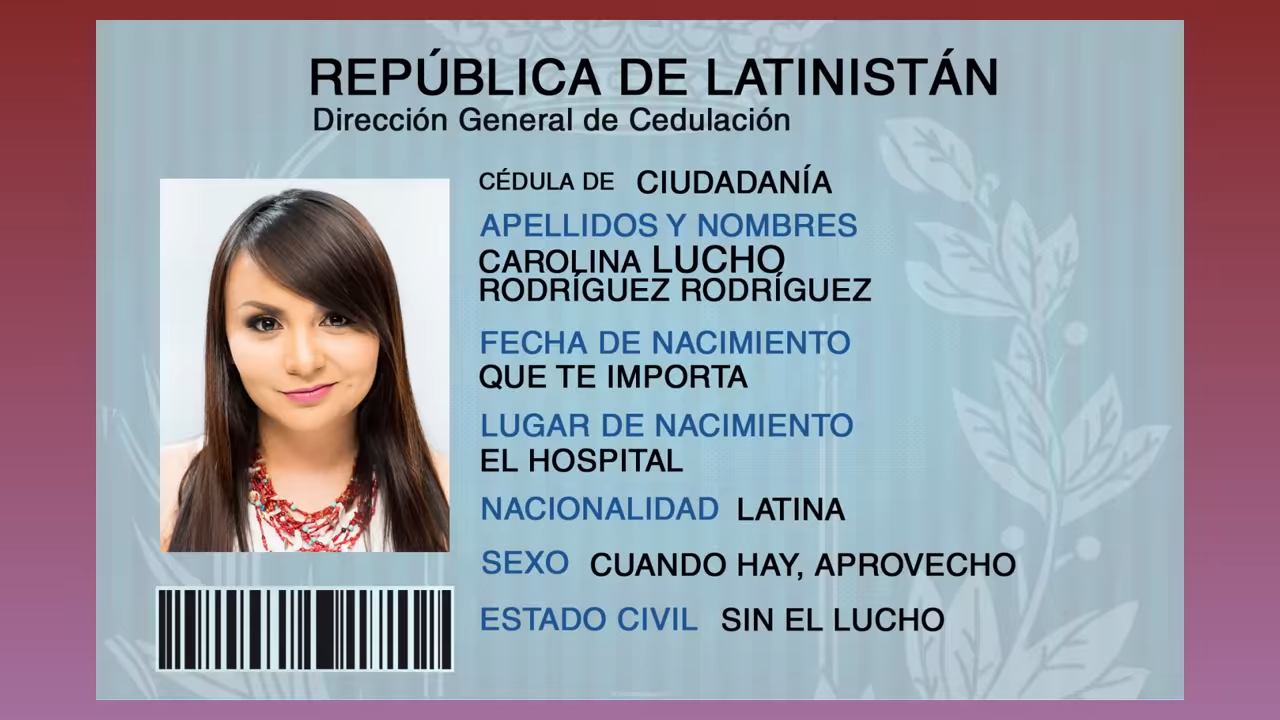 REPÚBLICA DE LATINISTÁN
Dirección General de Cedulación
CÉDULA DE CIUDADANÍA
APELLIDOS Y NOMBRES
CAROLINA LUCHO
RODRÍGUEZ RODRÍGUEZ
FECHA DE NACIMIENTO
QUE TE IMPORTA
LUGAR DE NACIMIENTO
EL HOSPITAL
NACIONALIDAD LATINA
SEXO CUANDO HAY, APROVECHO
ESTADO CIVIL SIN EL LUCHO